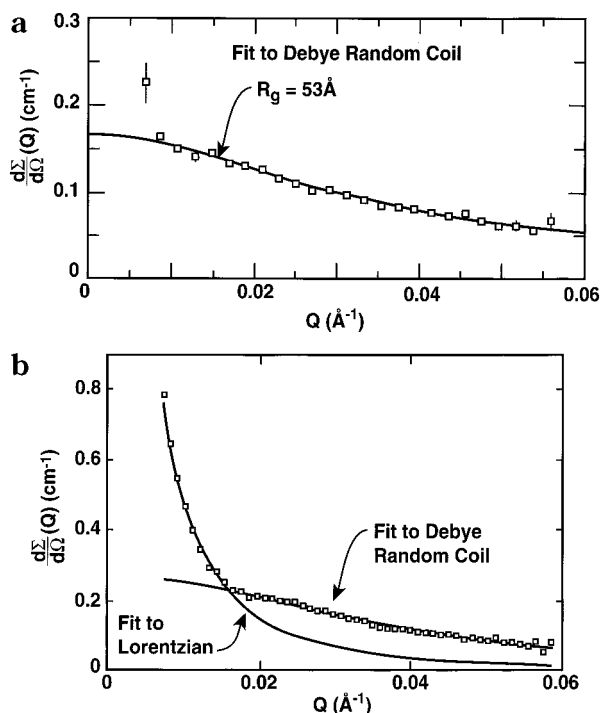 a
0.3
0.2
0.1
0
dΣ/dΩ(Q) (cm⁻¹)
Fit to Debye Random Coil
Rg = 53Å
0
0.02
0.04
0.06
Q (Å⁻¹)
b
0.8
0.6
0.4
0.2
0
dΣ/dΩ(Q) (cm⁻¹)
Fit to Debye
Random Coil
Fit to
Lorentzian
0
0.02
0.04
0.06
Q (Å⁻¹)